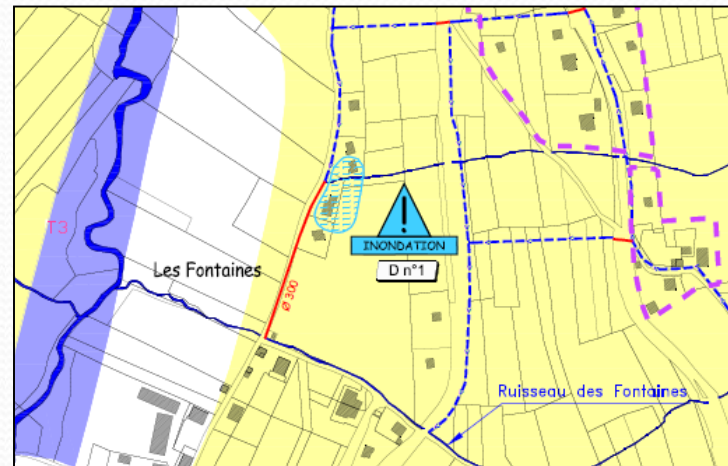 T3
Les Fontaines
Ø 300
!
INONDATION
D n°1
Ruisseau des Fontaines